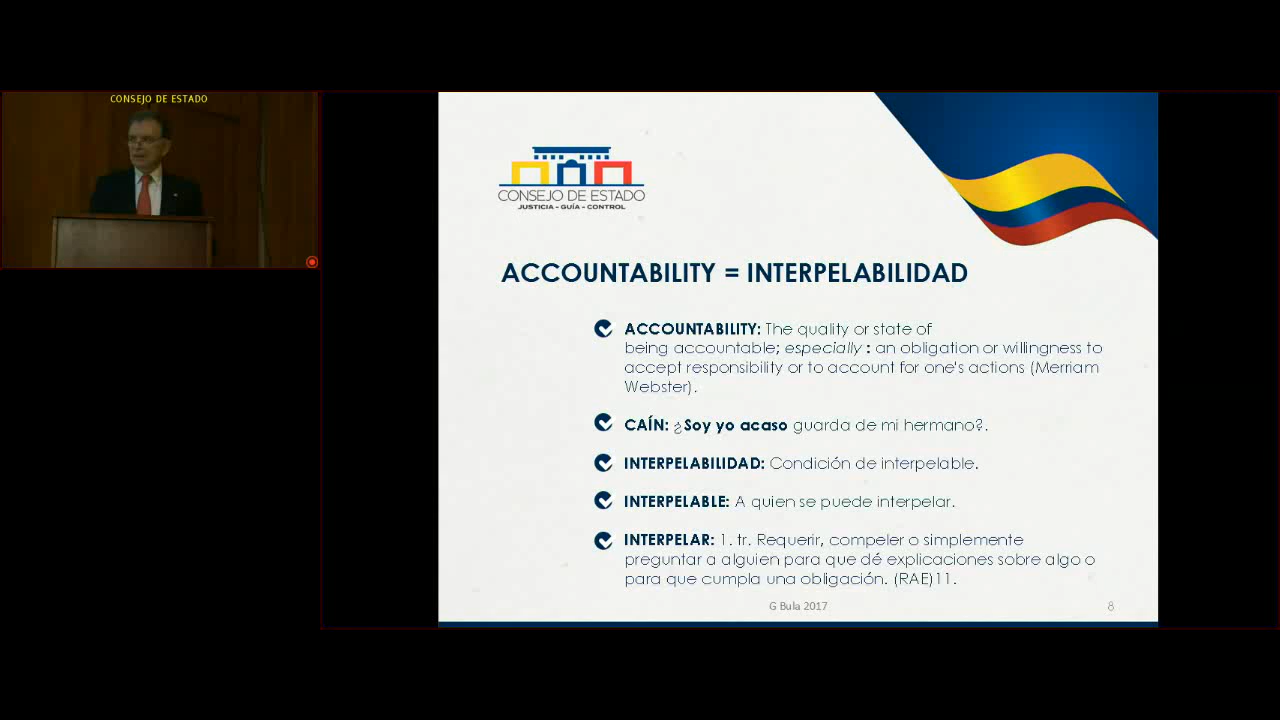 CONSEJO DE ESTADO
CONSEJO DE ESTADO
JUSTICIA - GUÍA - CONTROL
ACCOUNTABILITY = INTERPELABILIDAD
ACCOUNTABILITY: The quality or state of
being accountable; especially : an obligation or willingness to
accept responsibility or to account for one's actions (Merriam
Webster).
CAÍN: ¿Soy yo acaso guarda de mi hermano?.
INTERPELABILIDAD: Condición de interpelable.
INTERPELABLE: A quien se puede interpelar.
INTERPELAR: 1. tr. Requerir, compeler o simplemente
preguntar a alguien para que dé explicaciones sobre algo o
para que cumpla una obligación. (RAE)11.
G Bula 2017
8